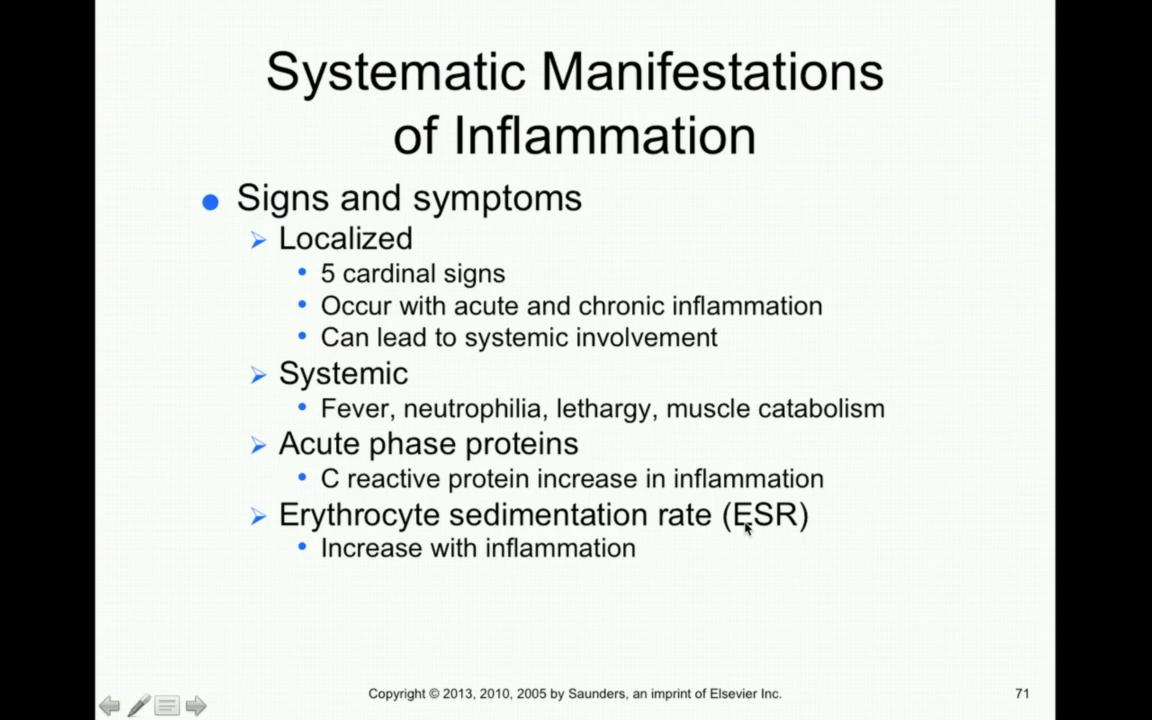 Systematic Manifestations
of Inflammation
Signs and symptoms
Localized
5 cardinal signs
Occur with acute and chronic inflammation
Can lead to systemic involvement
Systemic
Fever, neutrophilia, lethargy, muscle catabolism
Acute phase proteins
C reactive protein increase in inflammation
Erythrocyte sedimentation rate (ESR)
Increase with inflammation
Copyright © 2013, 2010, 2005 by Saunders, an imprint of Elsevier Inc.
71